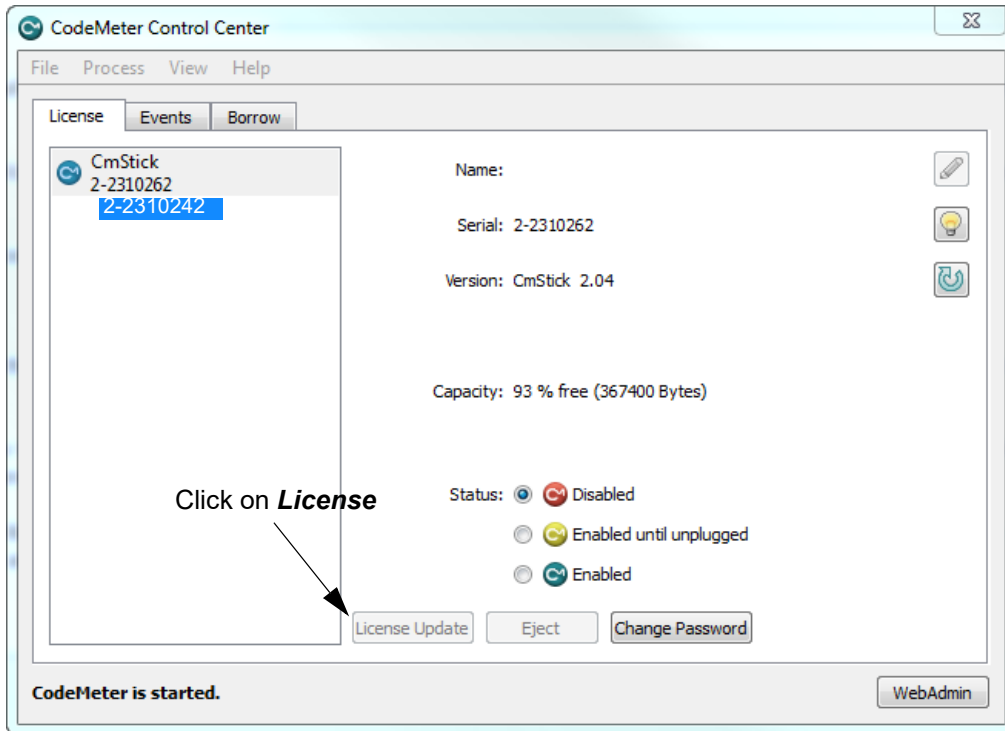 CodeMeter Control Center
File Process View Help
License Events Borrow
CmStick
2-2310262
2-2310242
Name:
Serial: 2-2310262
Version: CmStick 2.04
Capacity: 93 % free (367400 Bytes)
Click on License
Status: Disabled
Enabled until unplugged
Enabled
License Update Eject Change Password
CodeMeter is started.
WebAdmin